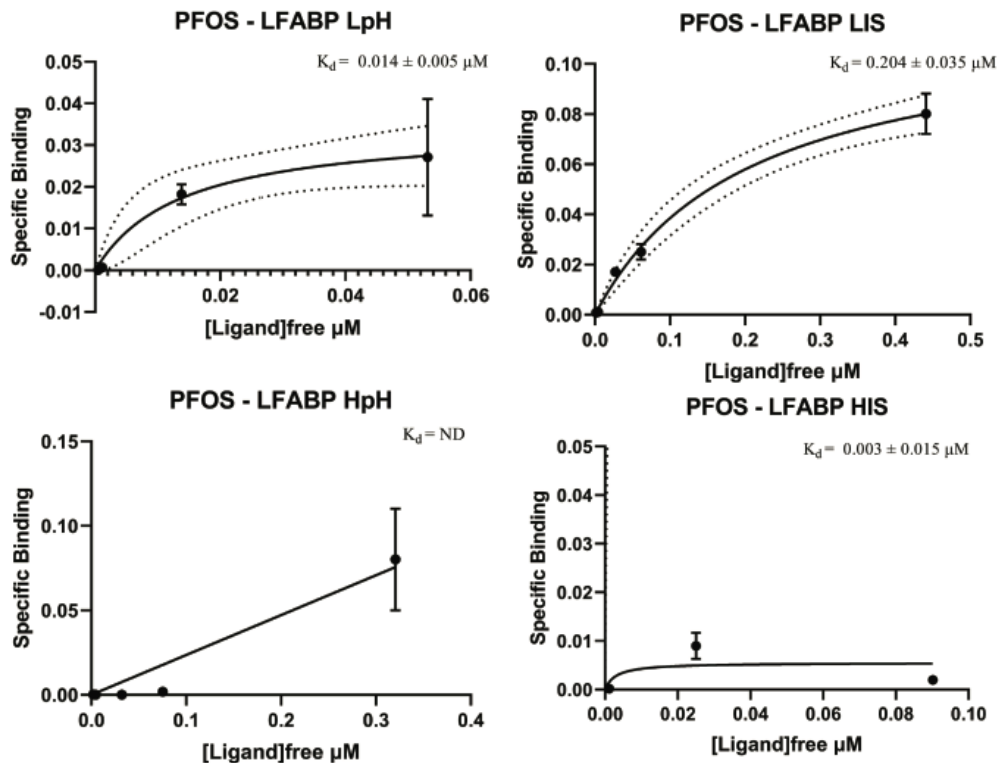 PFOS - LFABP LpH
K_d = 0.014 ± 0.005 µM
0.05
0.04
0.03
0.02
0.01
0.00
-0.01
Specific Binding
0.02
0.04
0.06
[Ligand]free µM
PFOS - LFABP LIS
K_d = 0.204 ± 0.035 µM
0.10
0.08
0.06
0.04
0.02
0.00
Specific Binding
0.0
0.1
0.2
0.3
0.4
0.5
[Ligand]free µM
PFOS - LFABP HpH
K_d = ND
0.15
0.10
0.05
0.00
Specific Binding
0.0
0.1
0.2
0.3
0.4
[Ligand]free µM
PFOS - LFABP HIS
K_d = 0.003 ± 0.015 µM
0.05
0.04
0.03
0.02
0.01
0.00
Specific Binding
0.00
0.02
0.04
0.06
0.08
0.10
[Ligand]free µM